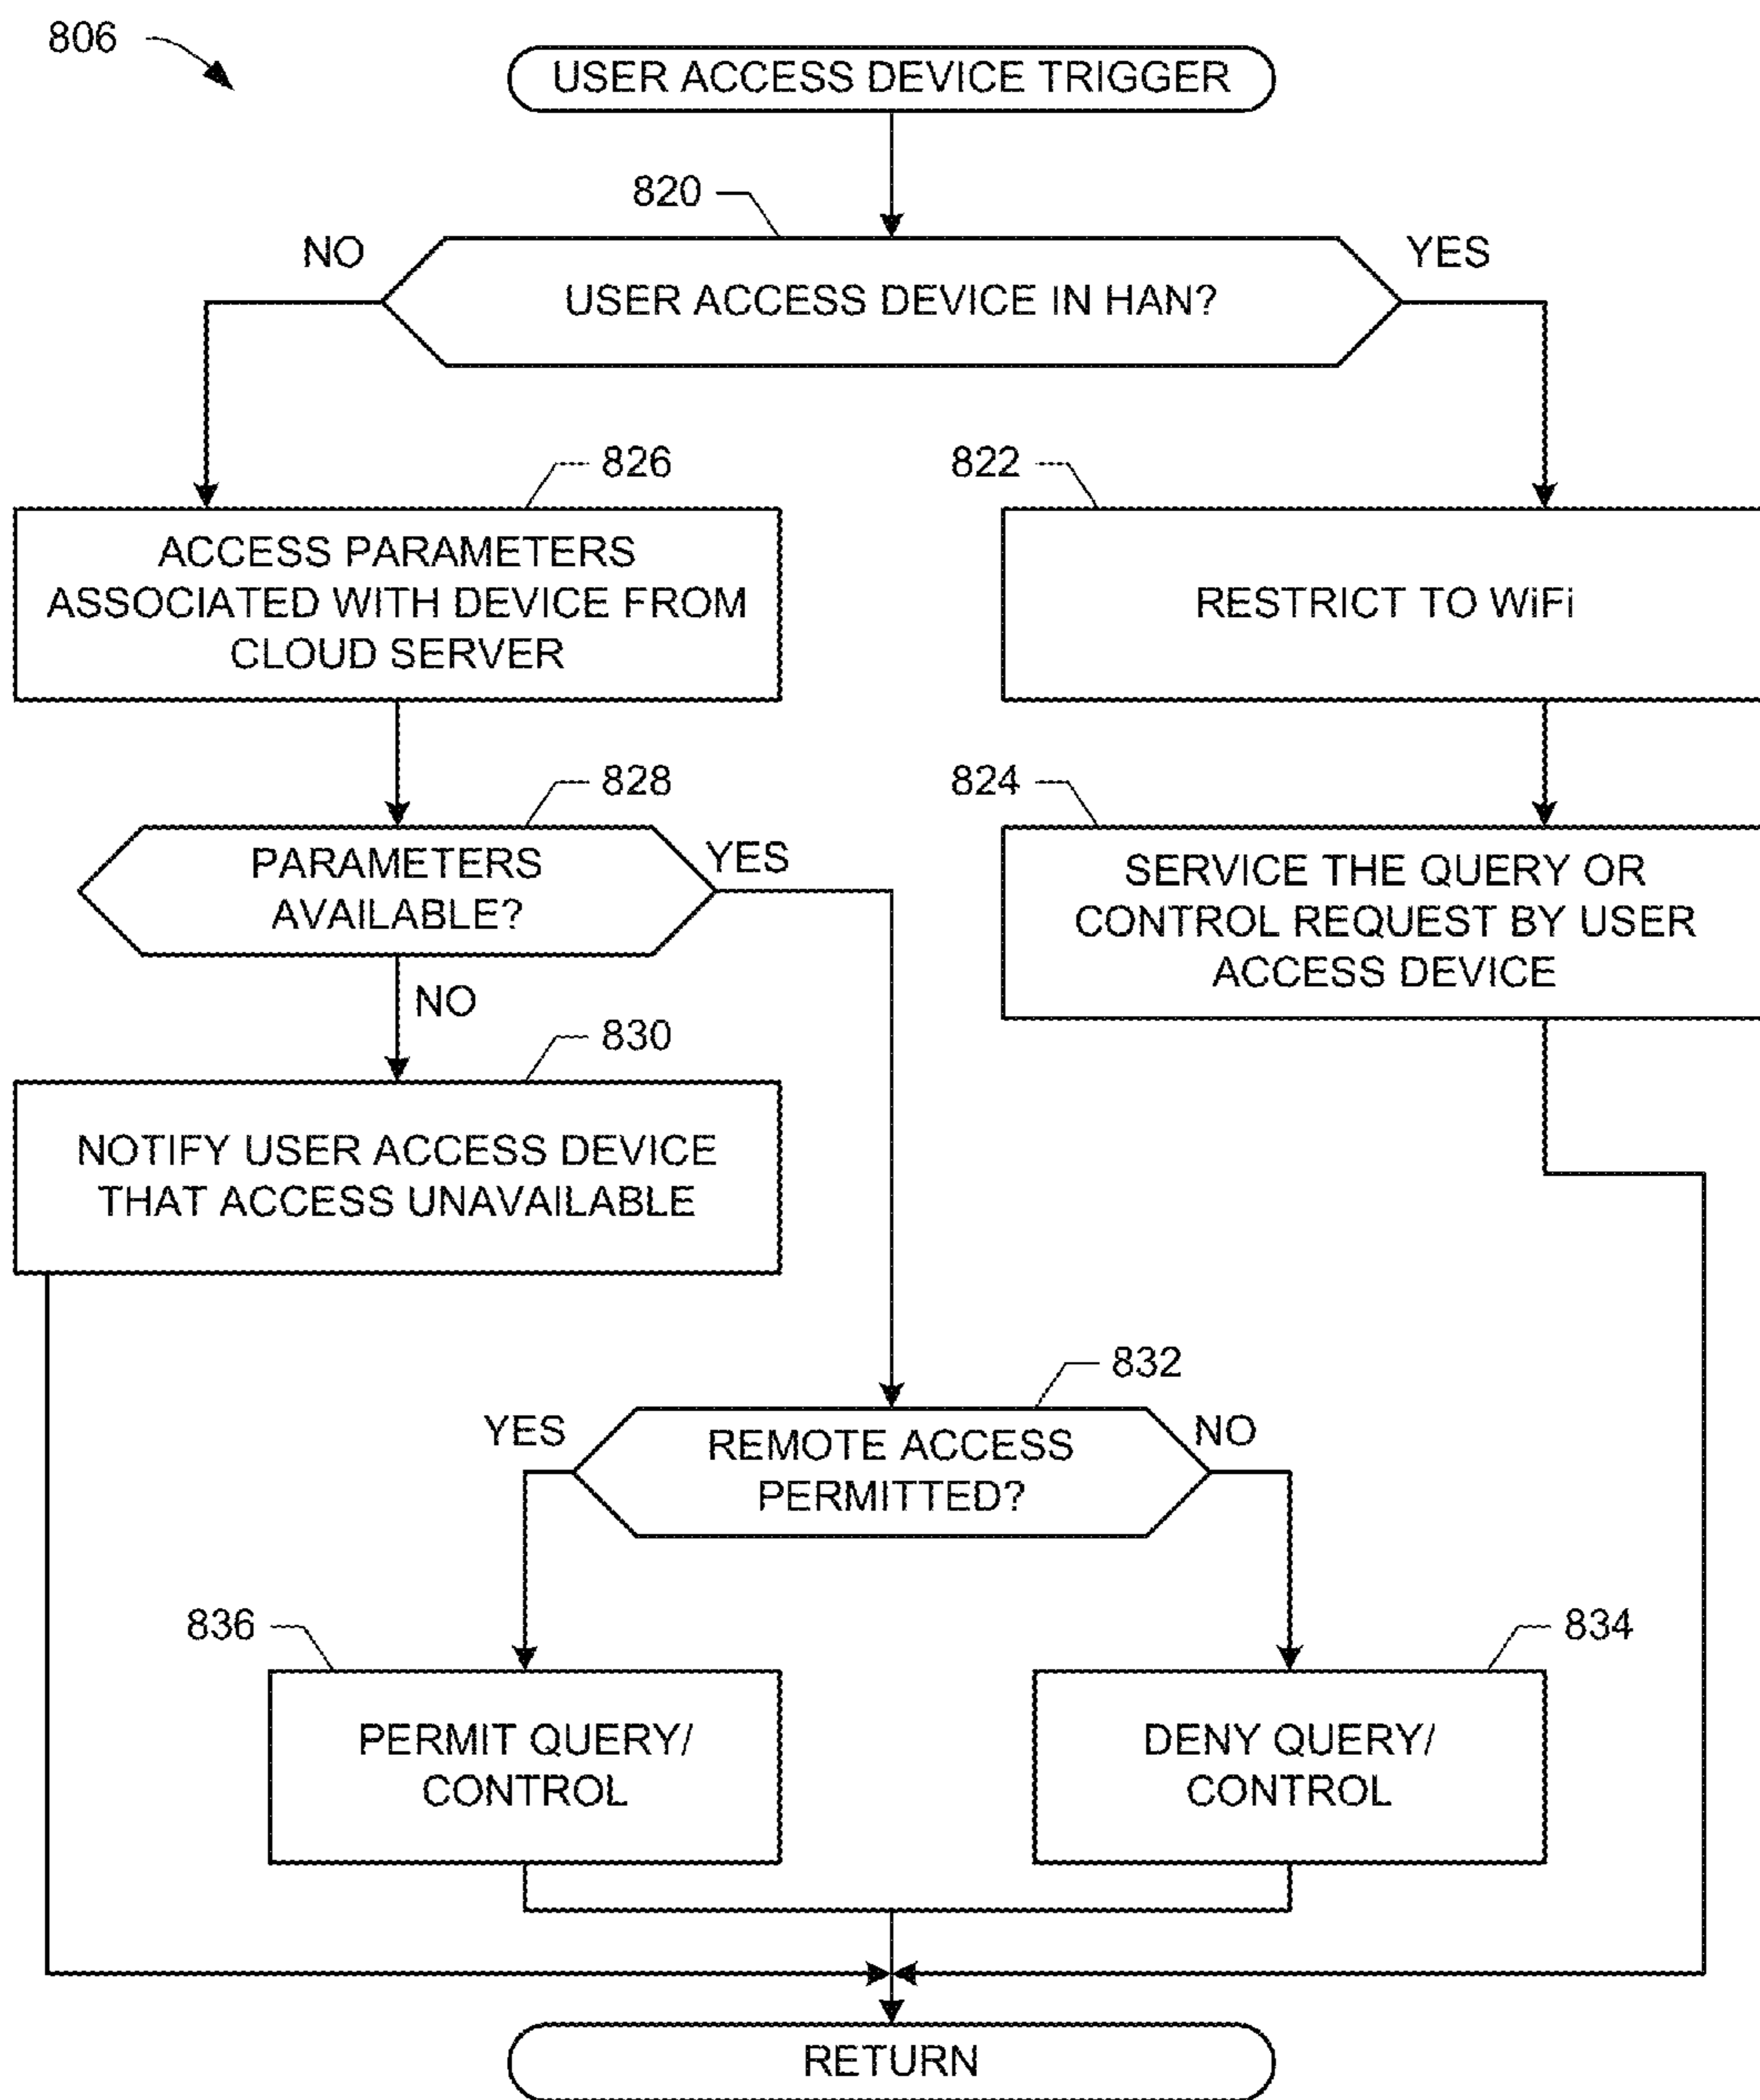 806
USER ACCESS DEVICE TRIGGER
820
NO
YES
USER ACCESS DEVICE IN HAN?
826
822
ACCESS PARAMETERS
ASSOCIATED WITH DEVICE FROM
CLOUD SERVER
RESTRICT TO WiFi
828
824
PARAMETERS
AVAILABLE?
YES
SERVICE THE QUERY OR
CONTROL REQUEST BY USER
ACCESS DEVICE
NO
830
NOTIFY USER ACCESS DEVICE
THAT ACCESS UNAVAILABLE
832
YES
NO
REMOTE ACCESS
PERMITTED?
836
834
PERMIT QUERY/
CONTROL
DENY QUERY/
CONTROL
RETURN